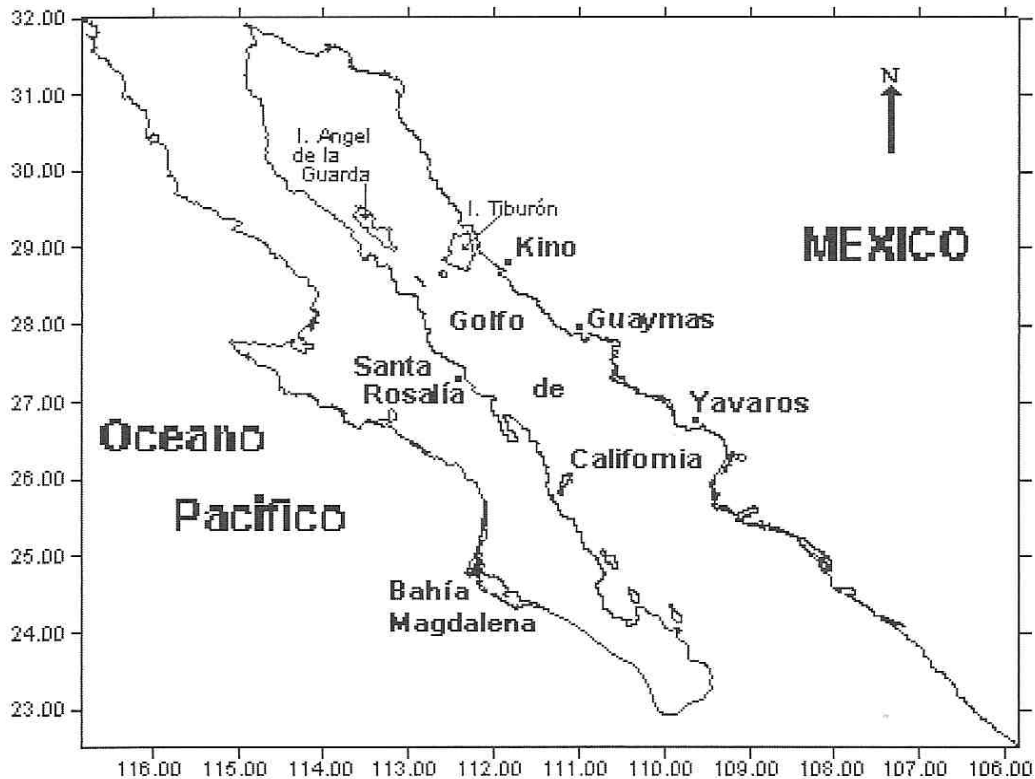 32.00
31.00
30.00
29.00
28.00
27.00
26.00
25.00
24.00
23.00
N
I. Angel
de la
Guarda
I. Tiburón
Kino
MEXICO
Golfo
Guaymas
Santa
Rosalía
de
Yavaros
Oceano
California
Pacifico
Bahía
Magdalena
116.00 115.00 114.00 113.00 112.00 111.00 110.00 109.00 108.00 107.00 106.00